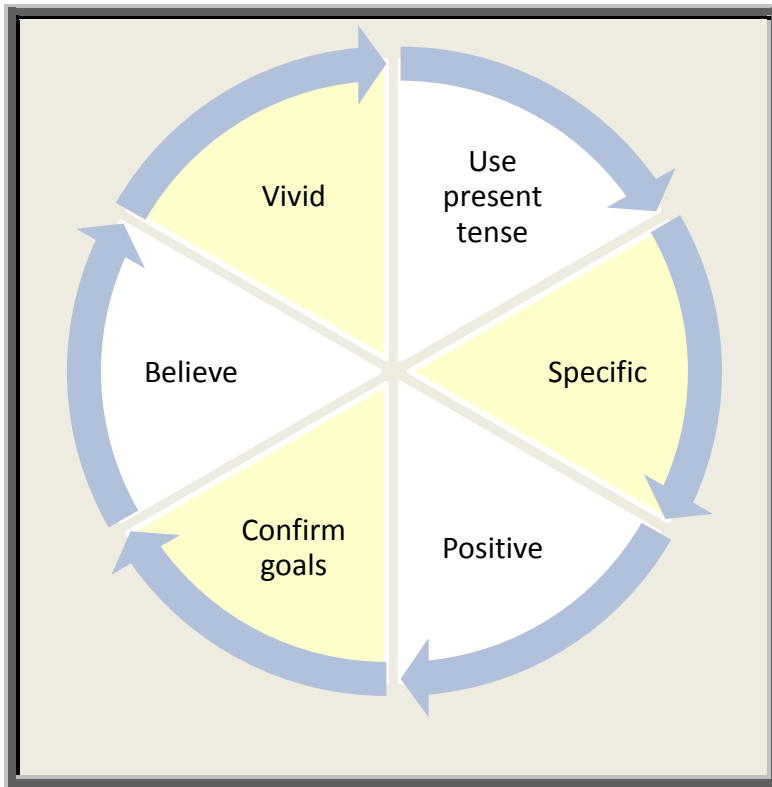 Use
present
tense
Specific
Positive
Confirm
goals
Believe
Vivid